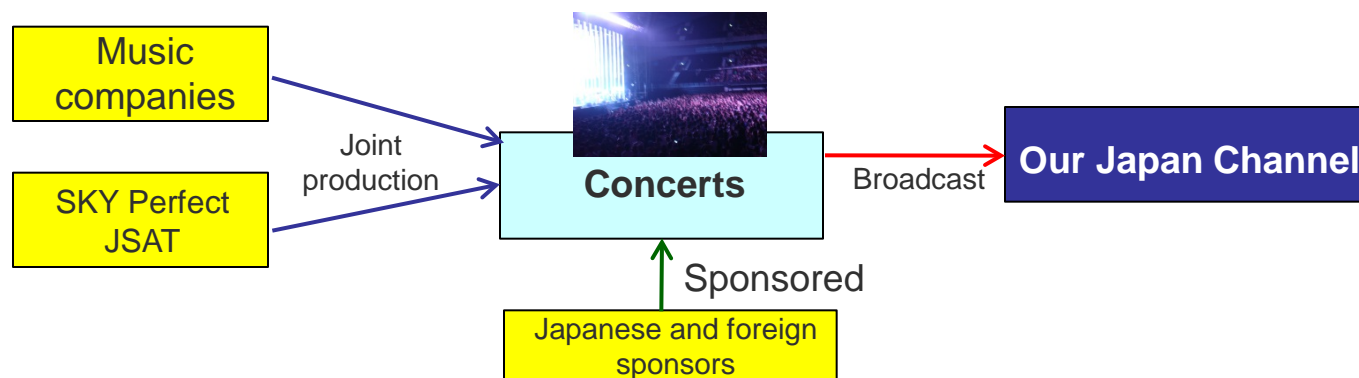 Music
companies
Joint
production
SKY Perfect
JSAT
Concerts
Broadcast
Our Japan Channel
Sponsored
Japanese and foreign
sponsors